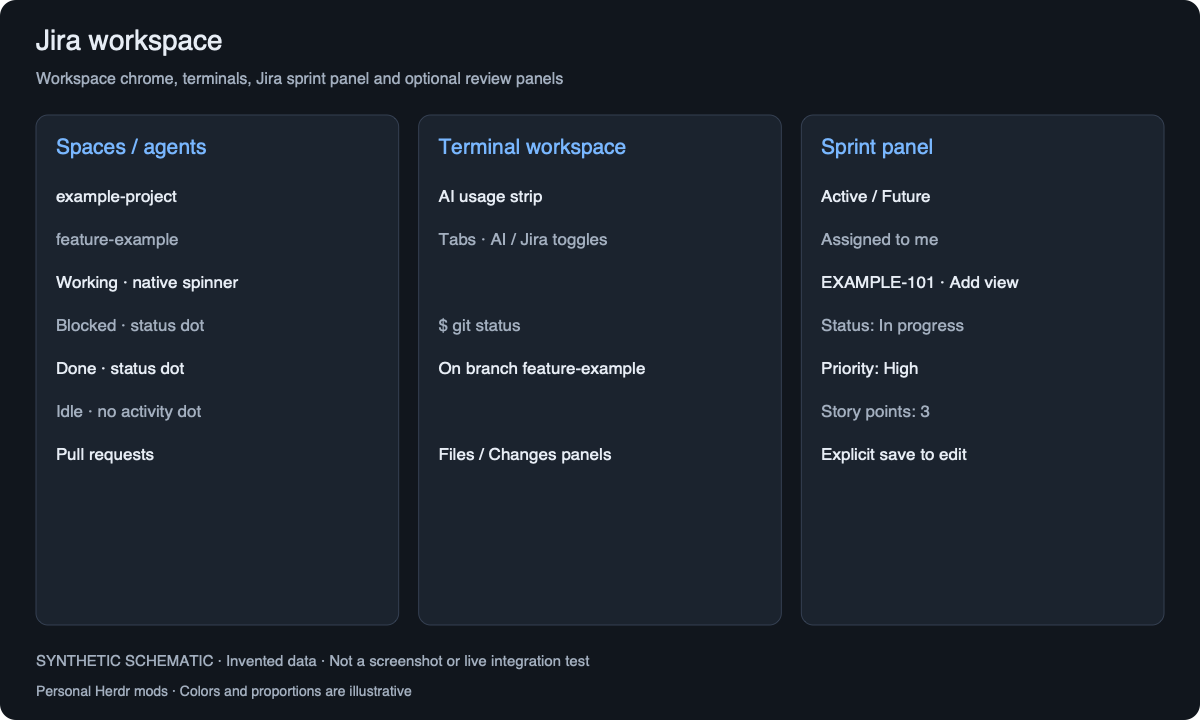 Jira workspace
Workspace chrome, terminals, Jira sprint panel and optional review panels
Spaces / agents
example-project
feature-example
Working · native spinner
Blocked · status dot
Done · status dot
Idle · no activity dot
Pull requests
Terminal workspace
AI usage strip
Tabs · AI / Jira toggles
$ git status
On branch feature-example
Files / Changes panels
Sprint panel
Active / Future
Assigned to me
EXAMPLE-101 · Add view
Status: In progress
Priority: High
Story points: 3
Explicit save to edit
SYNTHETIC SCHEMATIC · Invented data · Not a screenshot or live integration test
Personal Herdr mods · Colors and proportions are illustrative